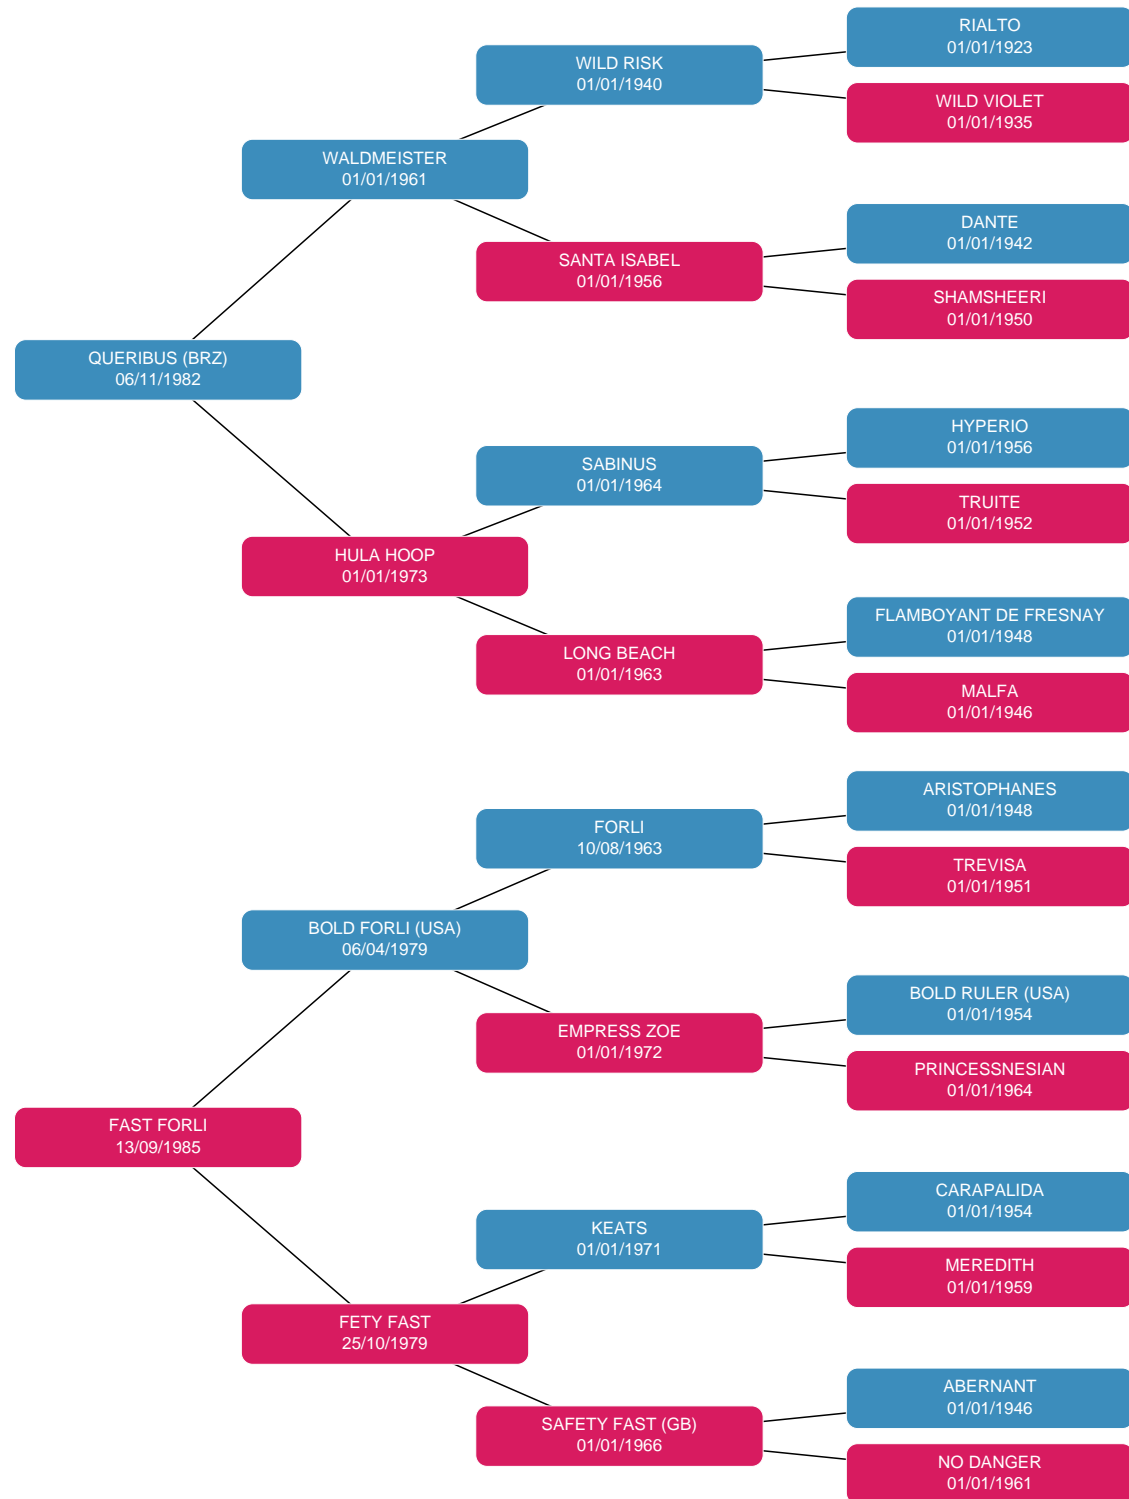 RIALTO
01/01/1923
WILD RISK
01/01/1940
WILD VIOLET
01/01/1935
WALDMEISTER
01/01/1961
DANTE
01/01/1942
SANTA ISABEL
01/01/1956
SHAMSHEERI
01/01/1950
QUERIBUS (BRZ)
06/11/1982
HYPERIO
01/01/1956
SABINUS
01/01/1964
TRUITE
01/01/1952
HULA HOOP
01/01/1973
FLAMBOYANT DE FRESNAY
01/01/1948
LONG BEACH
01/01/1963
MALFA
01/01/1946
ARISTOPHANES
01/01/1948
FORLI
10/08/1963
TREVISA
01/01/1951
BOLD FORLI (USA)
06/04/1979
BOLD RULER (USA)
01/01/1954
EMPRESS ZOE
01/01/1972
PRINCESSNESIAN
01/01/1964
FAST FORLI
13/09/1985
CARAPALIDA
01/01/1954
KEATS
01/01/1971
MEREDITH
01/01/1959
FETY FAST
25/10/1979
ABERNANT
01/01/1946
SAFETY FAST (GB)
01/01/1966
NO DANGER
01/01/1961